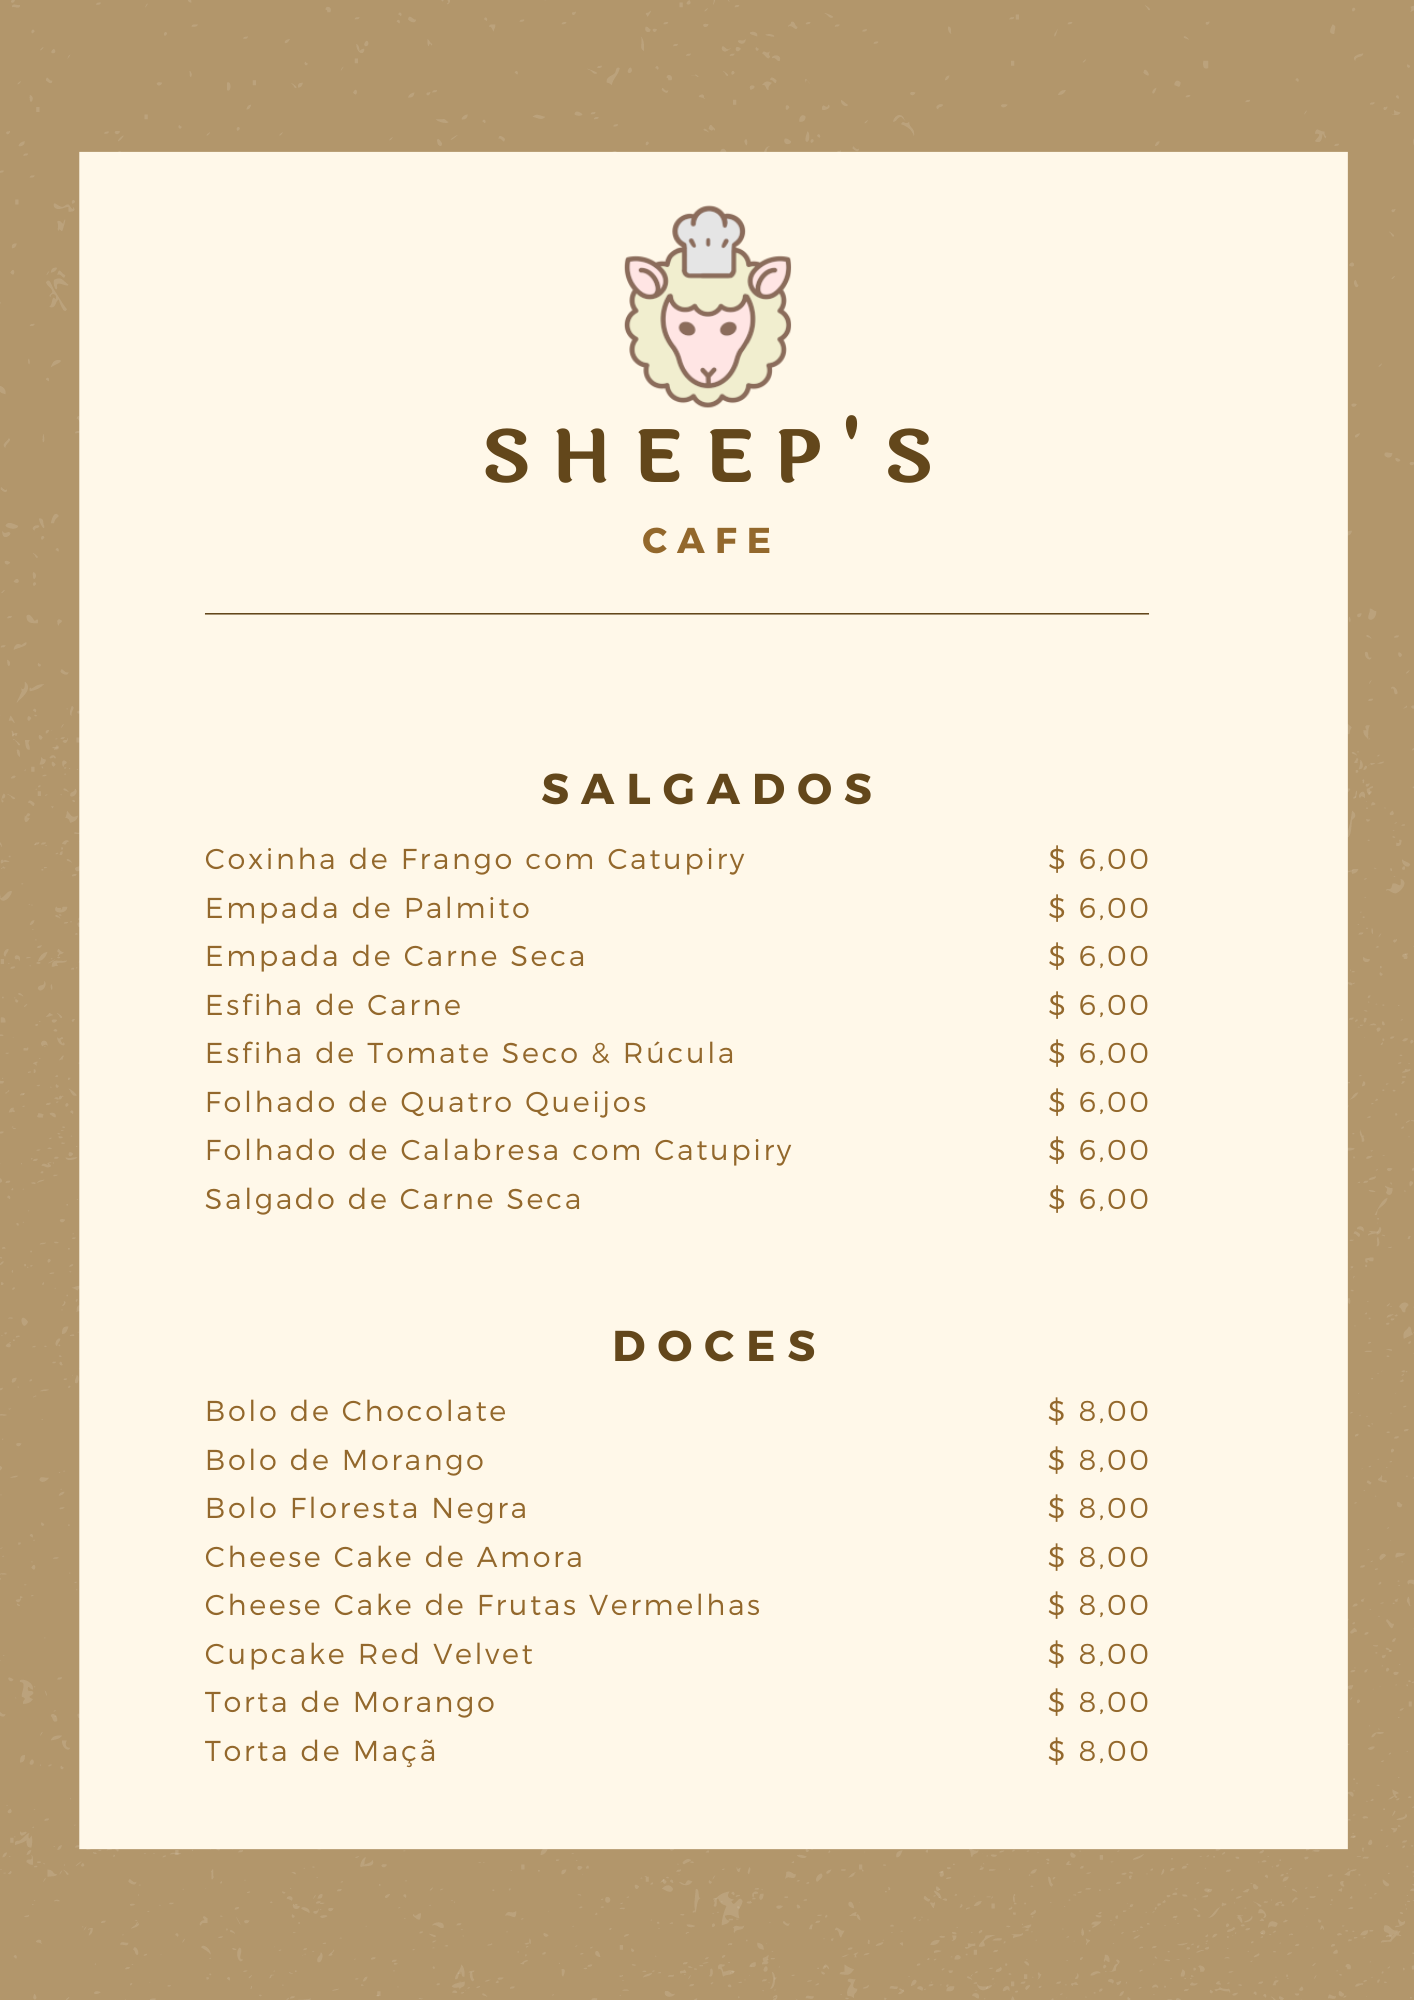 SHEEP'S
CAFE
SALGADOS
Coxinha de Frango com Catupiry $ 6,00
Empada de Palmito $ 6,00
Empada de Carne Seca $ 6,00
Esfiha de Carne $ 6,00
Esfiha de Tomate Seco & Rúcula $ 6,00
Folhado de Quatro Queijos $ 6,00
Folhado de Calabresa com Catupiry $ 6,00
Salgado de Carne Seca $ 6,00
DOCES
Bolo de Chocolate $ 8,00
Bolo de Morango $ 8,00
Bolo Floresta Negra $ 8,00
Cheese Cake de Amora $ 8,00
Cheese Cake de Frutas Vermelhas $ 8,00
Cupcake Red Velvet $ 8,00
Torta de Morango $ 8,00
Torta de Maçã $ 8,00